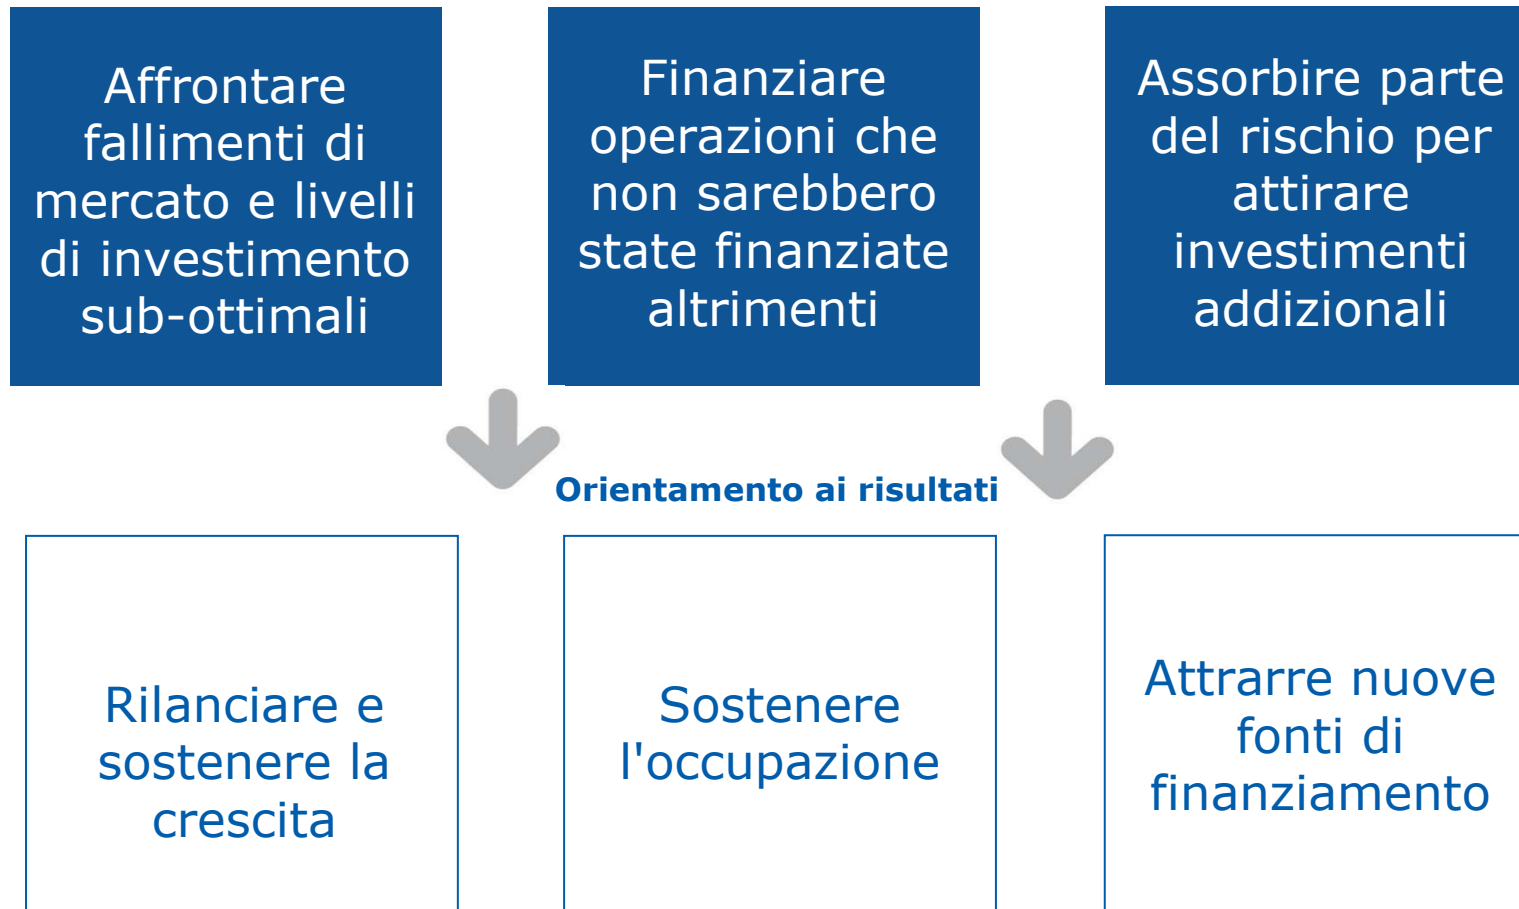 Affrontare
fallimenti di
mercato e livelli
di investimento
sub-ottimali
Finanziare
operazioni che
non sarebbero
state finanziate
altrimenti
Assorbire parte
del rischio per
attirare
investimenti
addizionali
Orientamento ai risultati
Rilanciare e
sostenere la
crescita
Sostenere
l'occupazione
Attrarre nuove
fonti di
finanziamento